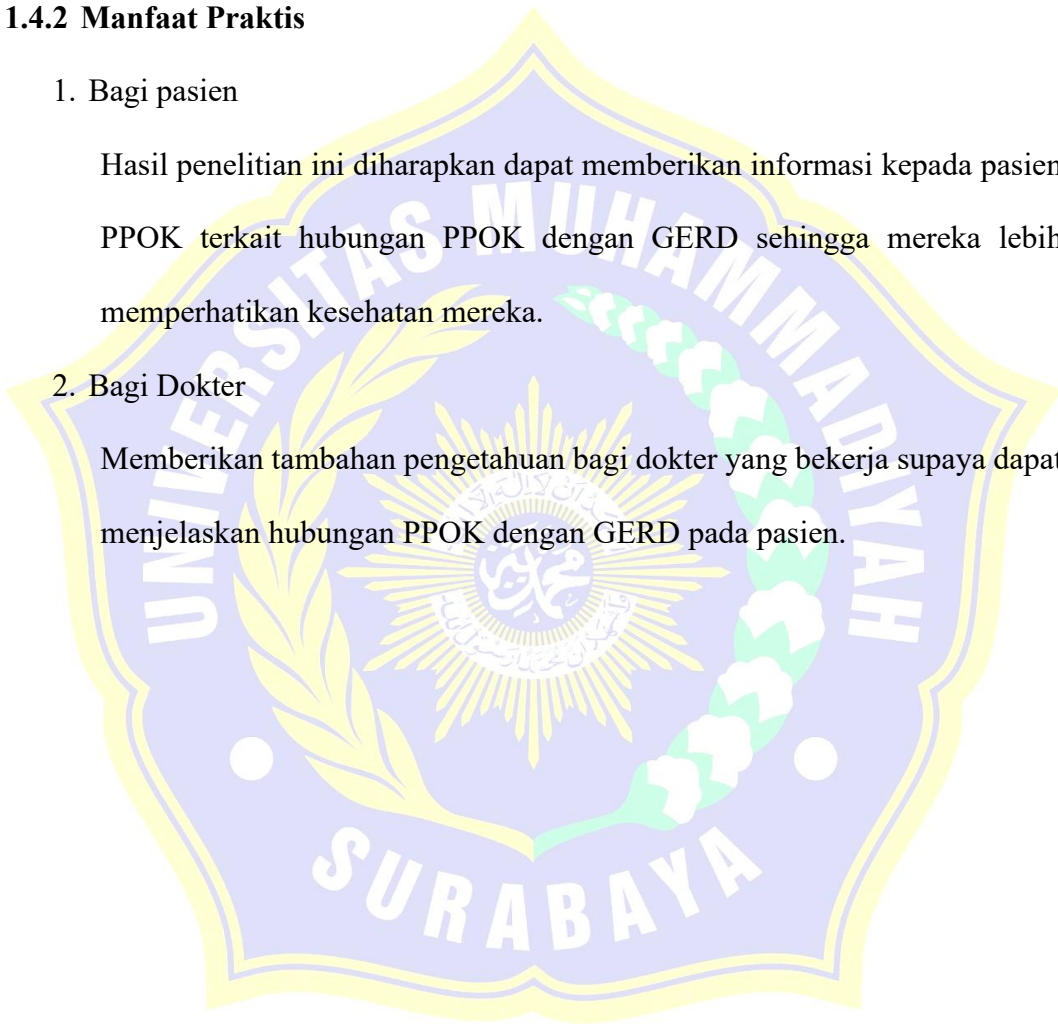 1.4.2 Manfaat Praktis
1. Bagi pasien
Hasil penelitian ini diharapkan dapat memberikan informasi kepada pasien
PPOK terkait hubungan PPOK dengan GERD sehingga mereka lebih
memperhatikan kesehatan mereka.
2. Bagi Dokter
Memberikan tambahan pengetahuan bagi dokter yang bekerja supaya dapat
menjelaskan hubungan PPOK dengan GERD pada pasien.
UNIVERSITAS MUHAMMADIYAH
SURABAYA